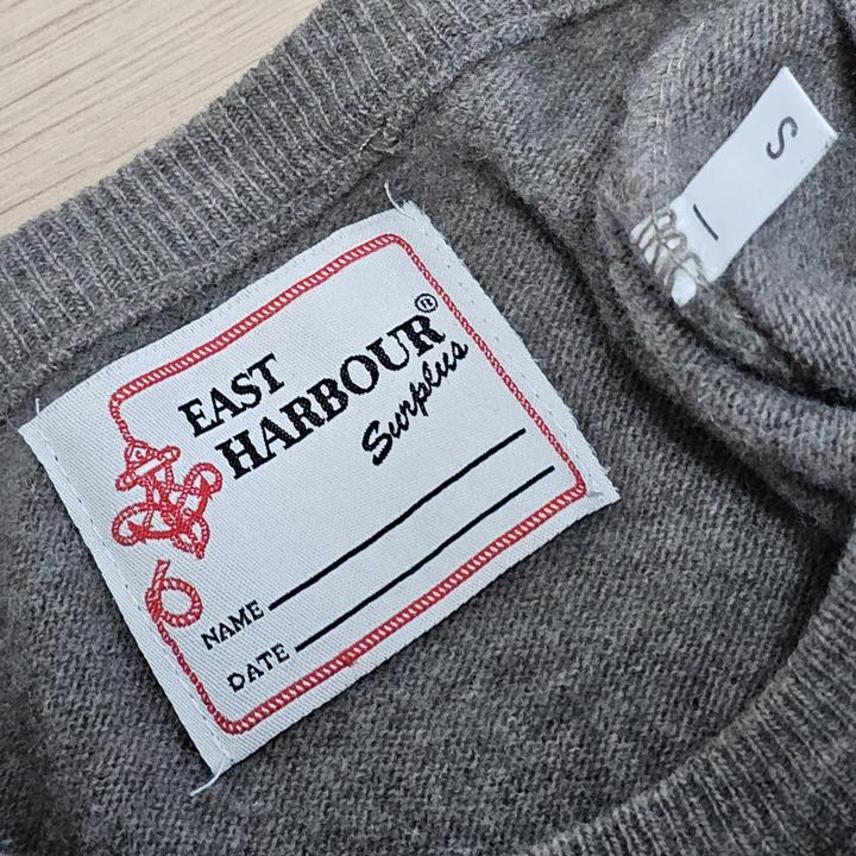 EAST
HARBOUR®
Surplus
NAME
DATE
S
I